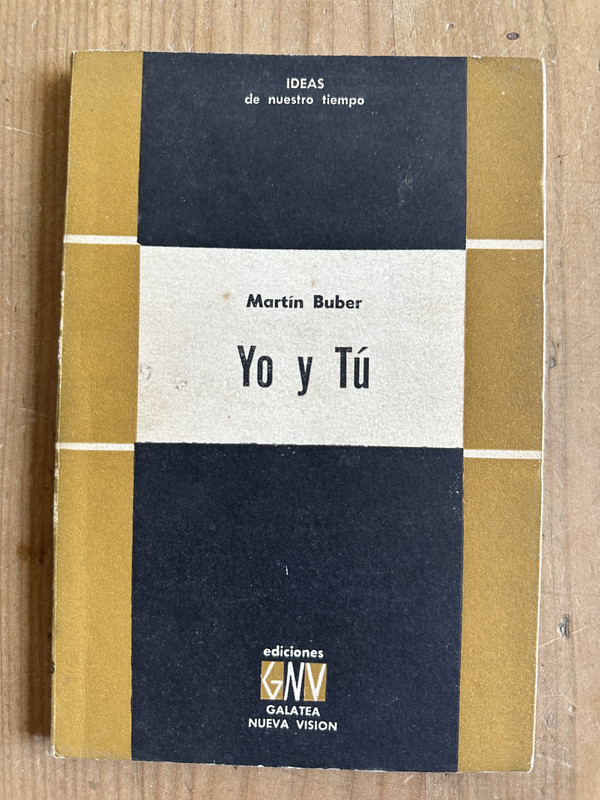 IDEAS
de nuestro tiempo
Martín Buber
Yo y Tú
ediciones
GNV
GALATEA
NUEVA VISION